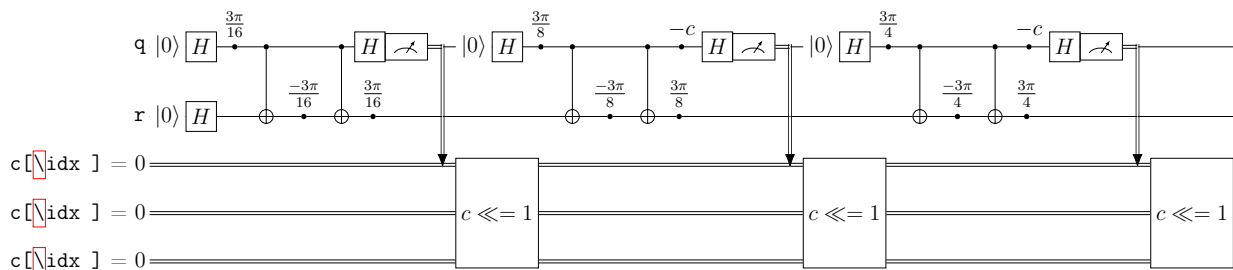 3π/16 3π/8 −c 3π/4 −c
q |0⟩ H H |0⟩ H H |0⟩ H H
−3π/16 3π/16 −3π/8 3π/8 −3π/4 3π/4
r |0⟩ H
c[\idx ] = 0
c[\idx ] = 0 c ≪= 1 c ≪= 1 c ≪= 1
c[\idx ] = 0